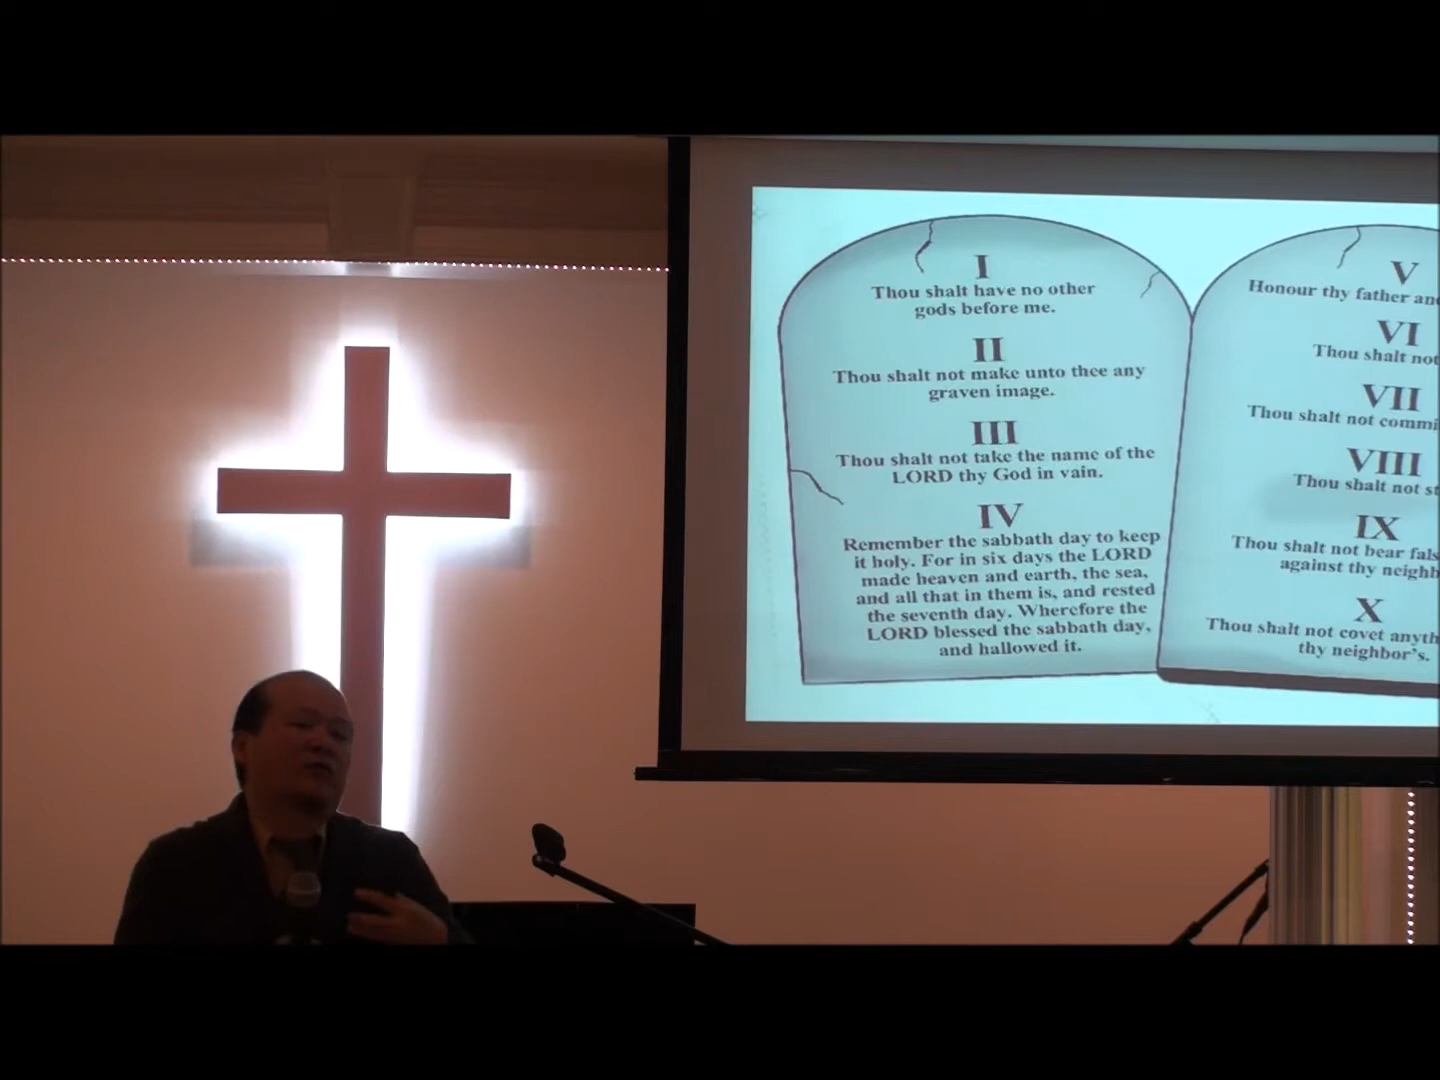 I
Thou shalt have no other
gods before me.
II
Thou shalt not make unto thee any
graven image.
III
Thou shalt not take the name of the
LORD thy God in vain.
IV
Remember the sabbath day to keep
it holy. For in six days the LORD
made heaven and earth, the sea,
and all that in them is, and rested
the seventh day. Wherefore the
LORD blessed the sabbath day,
and hallowed it.
V
Honour thy father
VI
Thou shalt not
VII
Thou shalt not
VIII
Thou shalt not
IX
Thou shalt not bear
against thy
X
Thou shalt not covet
thy neighbor's.